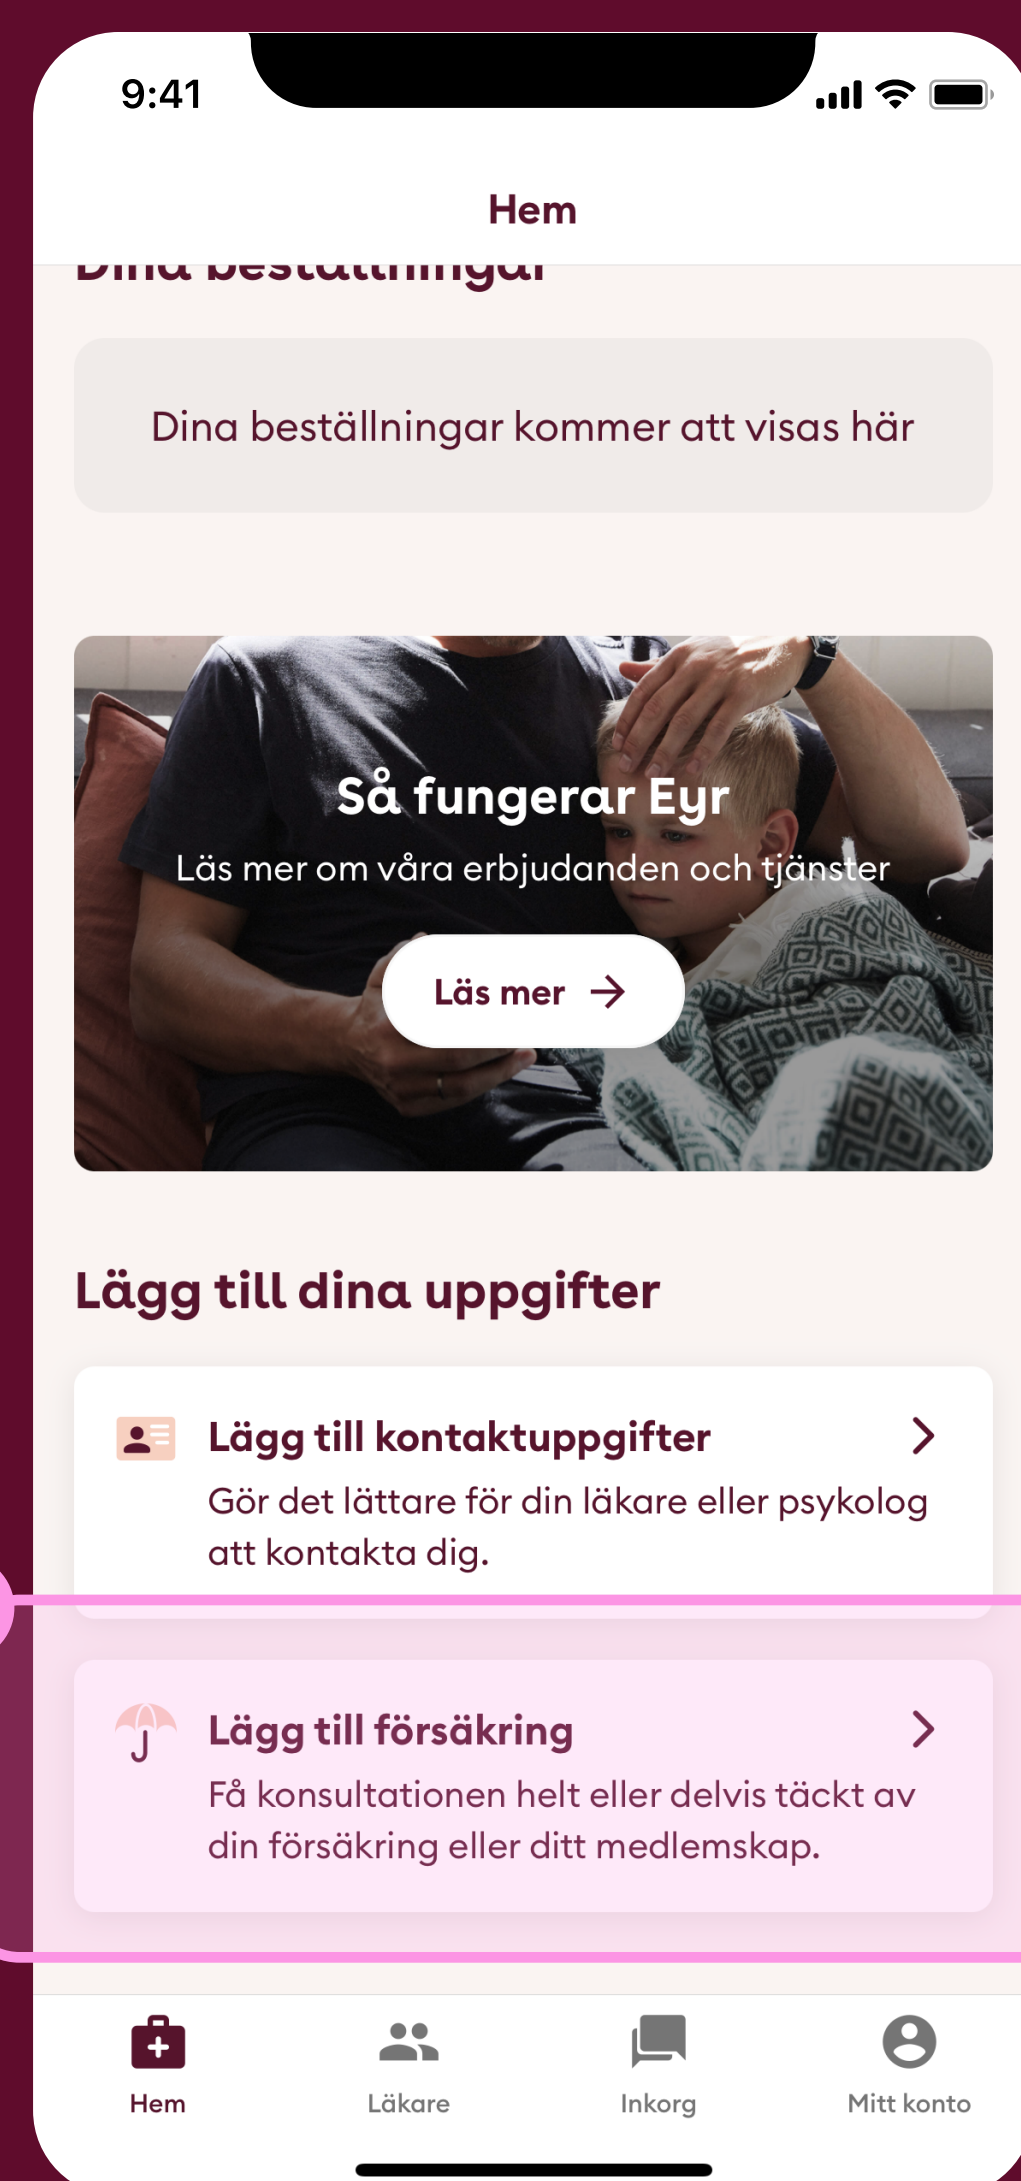 9:41
Hem
Dina beställningar
Dina beställningar kommer att visas här
Så fungerar Eyr
Läs mer om våra erbjudanden och tjänster
Läs mer
Lägg till dina uppgifter
Lägg till kontaktuppgifter
Gör det lättare för din läkare eller psykolog
att kontakta dig.
Lägg till försäkring
Få konsultationen helt eller delvis täckt av
din försäkring eller ditt medlemskap.
Hem
Läkare
Inkorg
Mitt konto